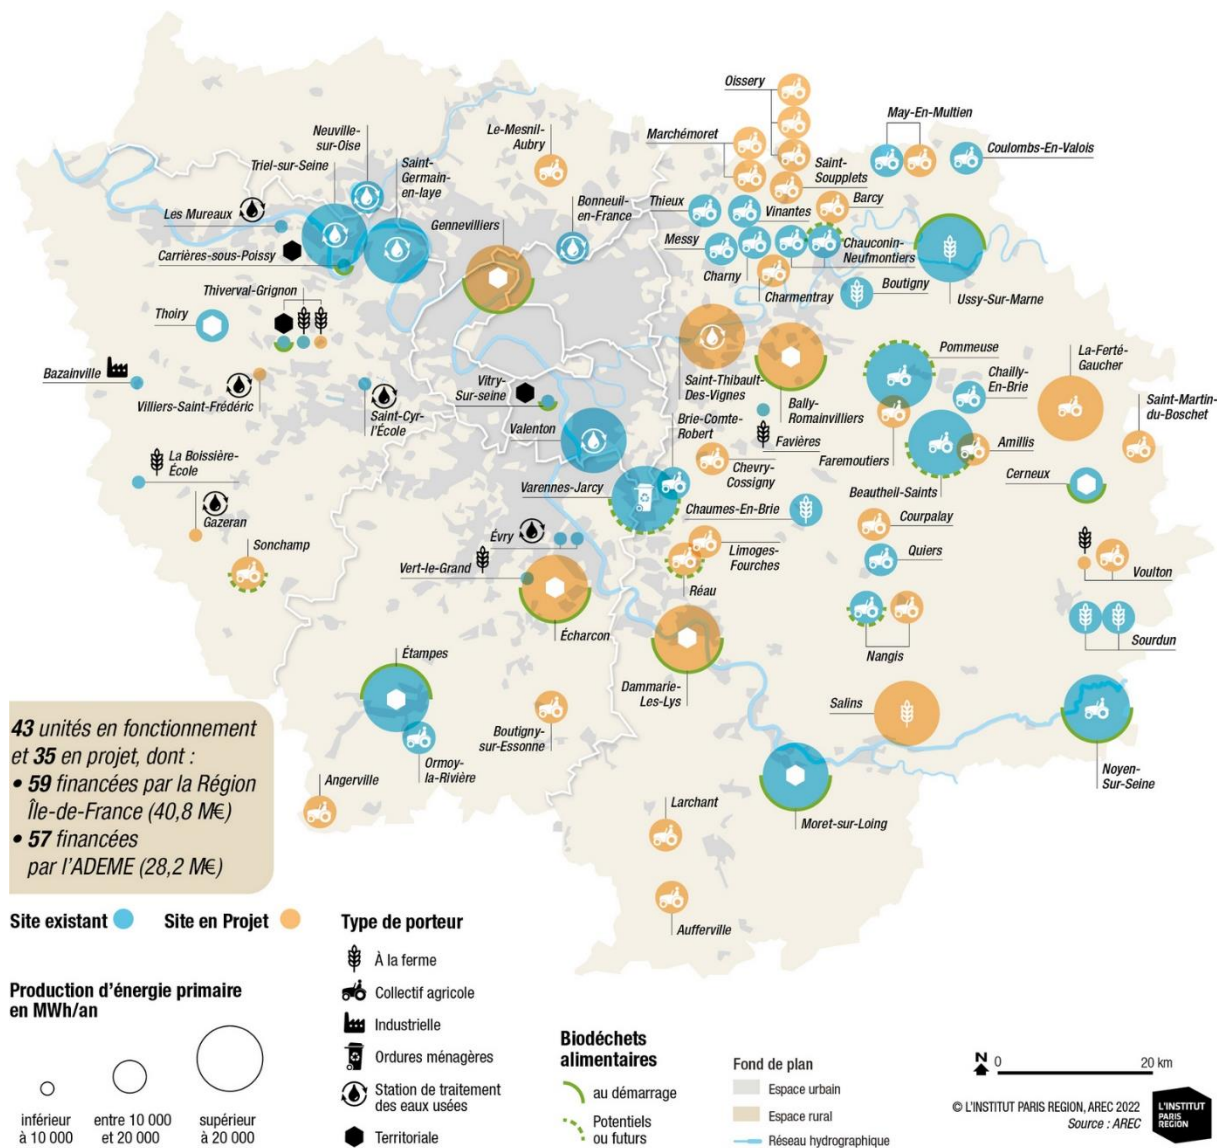 Oissery
May-En-Multien
Neuville-
sur-Oise
Le-Mesnil-
Aubry
Marchémoret
Coulombs-En-Valois
Triel-sur-Seine
Saint-
Germain-
en-laye
Saint-
Soupplets
Les Mureaux
Gennevilliers
Bonneuil-
en-France
Thieux
Vinantes
Barcy
Carrières-sous-Poissy
Messy
Charny
Chauconin-
Neufmontiers
Thiverval-Grignon
Charmentray
Boutigny
Ussy-Sur-Marne
Thoiry
Pommeuse
La-Ferté-
Gaucher
Bazainville
Villiers-Saint-Frédéric
Saint-Cyr-
l'École
Vitry-
Sur-seine
Saint-Thibault-
Des-Vignes
Bally-
Romainvilliers
Chailly-
En-Brie
Saint-Martin-
du-Boschet
Brie-Comte-
Robert
Valenton
Favières
Faremoutiers
Amillis
La Boissière-
École
Chevry-
Cossigny
Varennes-Jarcy
Beautheil-Saints
Cerneux
Gazeran
Chaumes-En-Brie
Courpalay
Sonchamp
Évry
Limoges-
Fourches
Quiers
Vert-le-Grand
Réau
Voulton
Écharcon
Nangis
Sourdun
Étampes
Dammarie-
Les-Lys
Salins
Boutigny-
sur-Essonne
Ormoy-
la-Rivière
Noyen-
Sur-Seine
Angerville
Larchant
Moret-sur-Loing
Aufferville
43 unités en fonctionnement
et 35 en projet, dont :
• 59 financées par la Région
Île-de-France (40,8 M€)
• 57 financées
par l'ADEME (28,2 M€)
Site existant
Site en Projet
Production d'énergie primaire
en MWh/an
inférieur
à 10 000
entre 10 000
et 20 000
supérieur
à 20 000
Type de porteur
À la ferme
Collectif agricole
Industrielle
Ordures ménagères
Station de traitement
des eaux usées
Territoriale
Biodéchets
alimentaires
au démarrage
Potentiels
ou futurs
Fond de plan
Espace urbain
Espace rural
Réseau hydrographique
N
0
20 km
© L'INSTITUT PARIS REGION, AREC 2022
Source : AREC
L'INSTITUT
PARIS
REGION